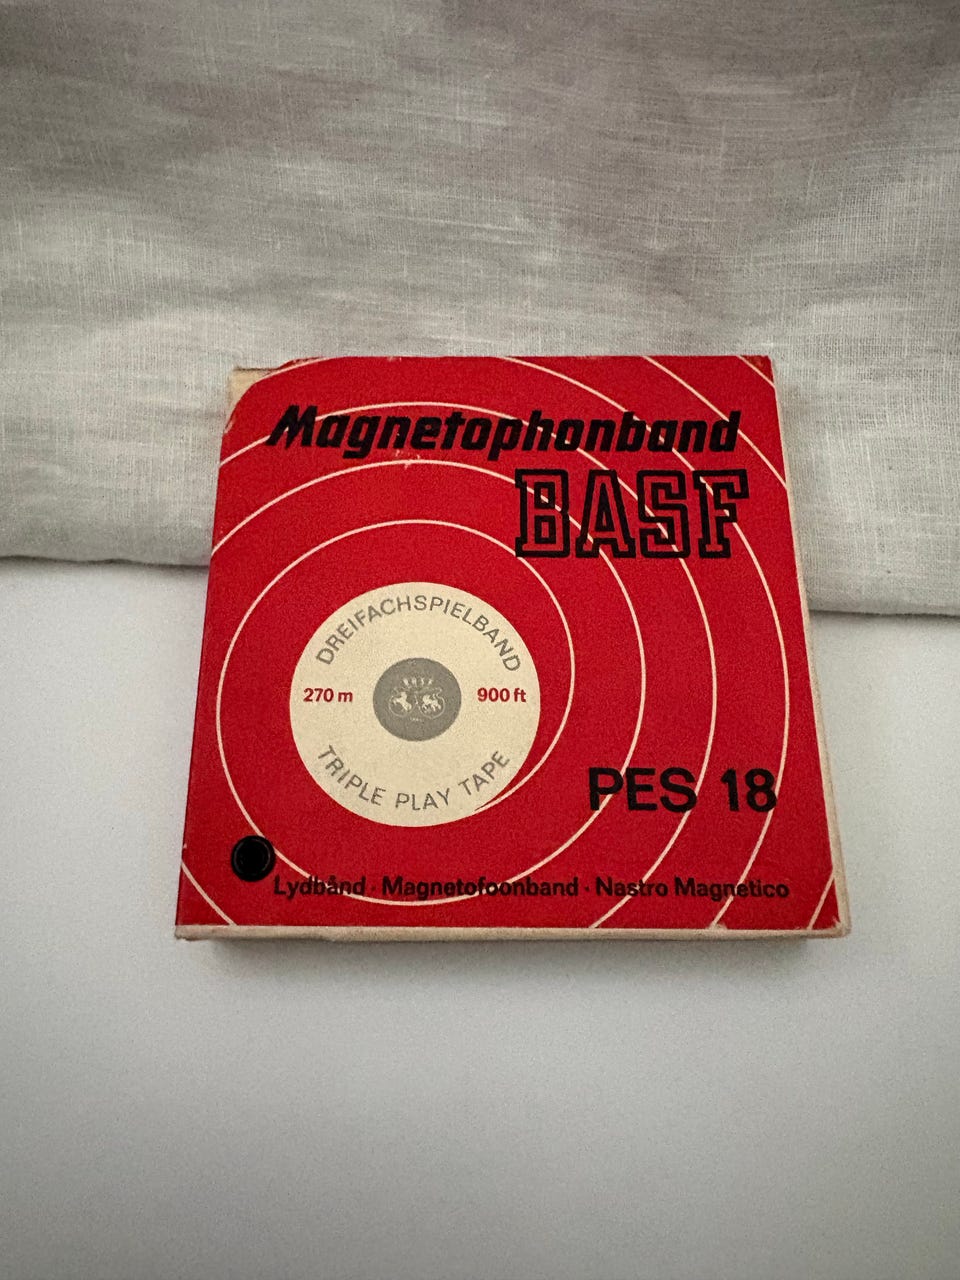 Magnetophonband
BASF
DREIFACHSPIELBAND
270 m
900 ft
TRIPLE PLAY TAPE
PES 18
Lydbånd · Magnetofoonband · Nastro Magnetico